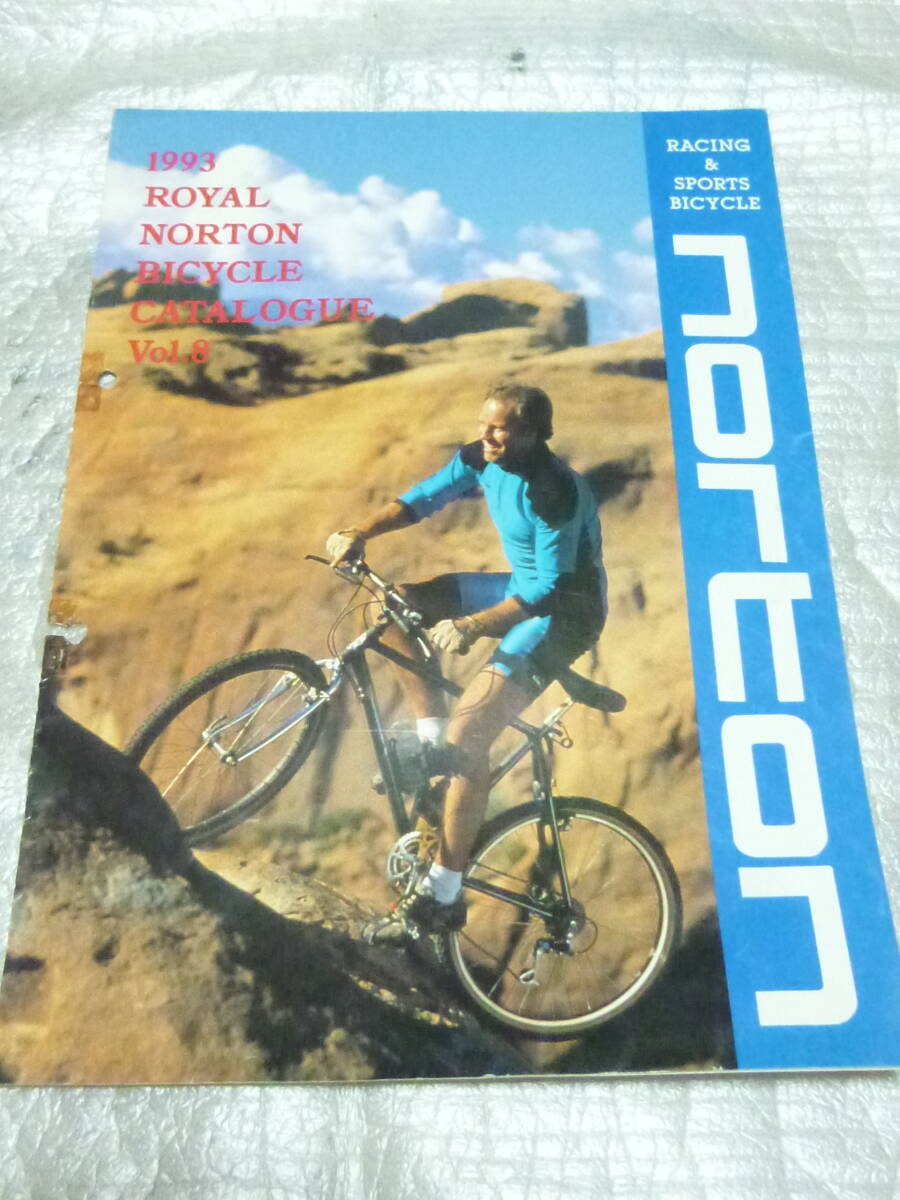 1993
ROYAL
NORTON
BICYCLE
CATALOGUE
Vol.8
RACING
&
SPORTS
BICYCLE
norton